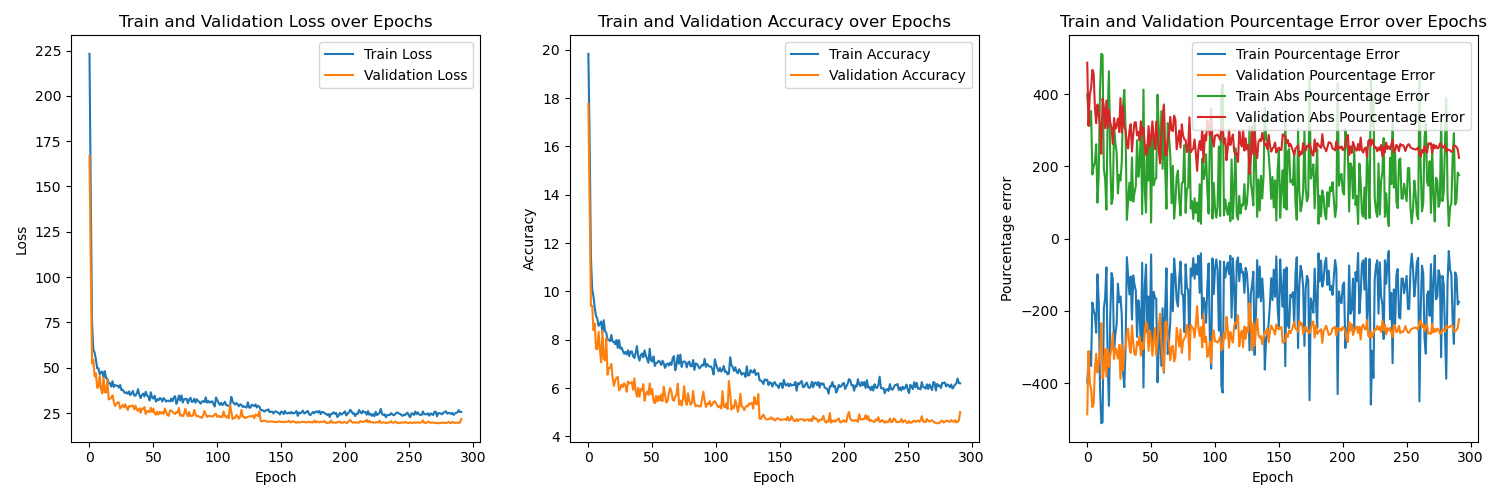 Train and Validation Loss over Epochs
Train Loss
Validation Loss
225
200
175
150
125
100
75
50
25
Loss
0
50
100
150
200
250
300
Epoch
Train and Validation Accuracy over Epochs
Train Accuracy
Validation Accuracy
20
18
16
14
12
10
8
6
4
Accuracy
0
50
100
150
200
250
300
Epoch
Train and Validation Pourcentage Error over Epochs
Train Pourcentage Error
Validation Pourcentage Error
Train Abs Pourcentage Error
Validation Abs Pourcentage Error
400
200
0
−200
−400
Pourcentage error
0
50
100
150
200
250
300
Epoch